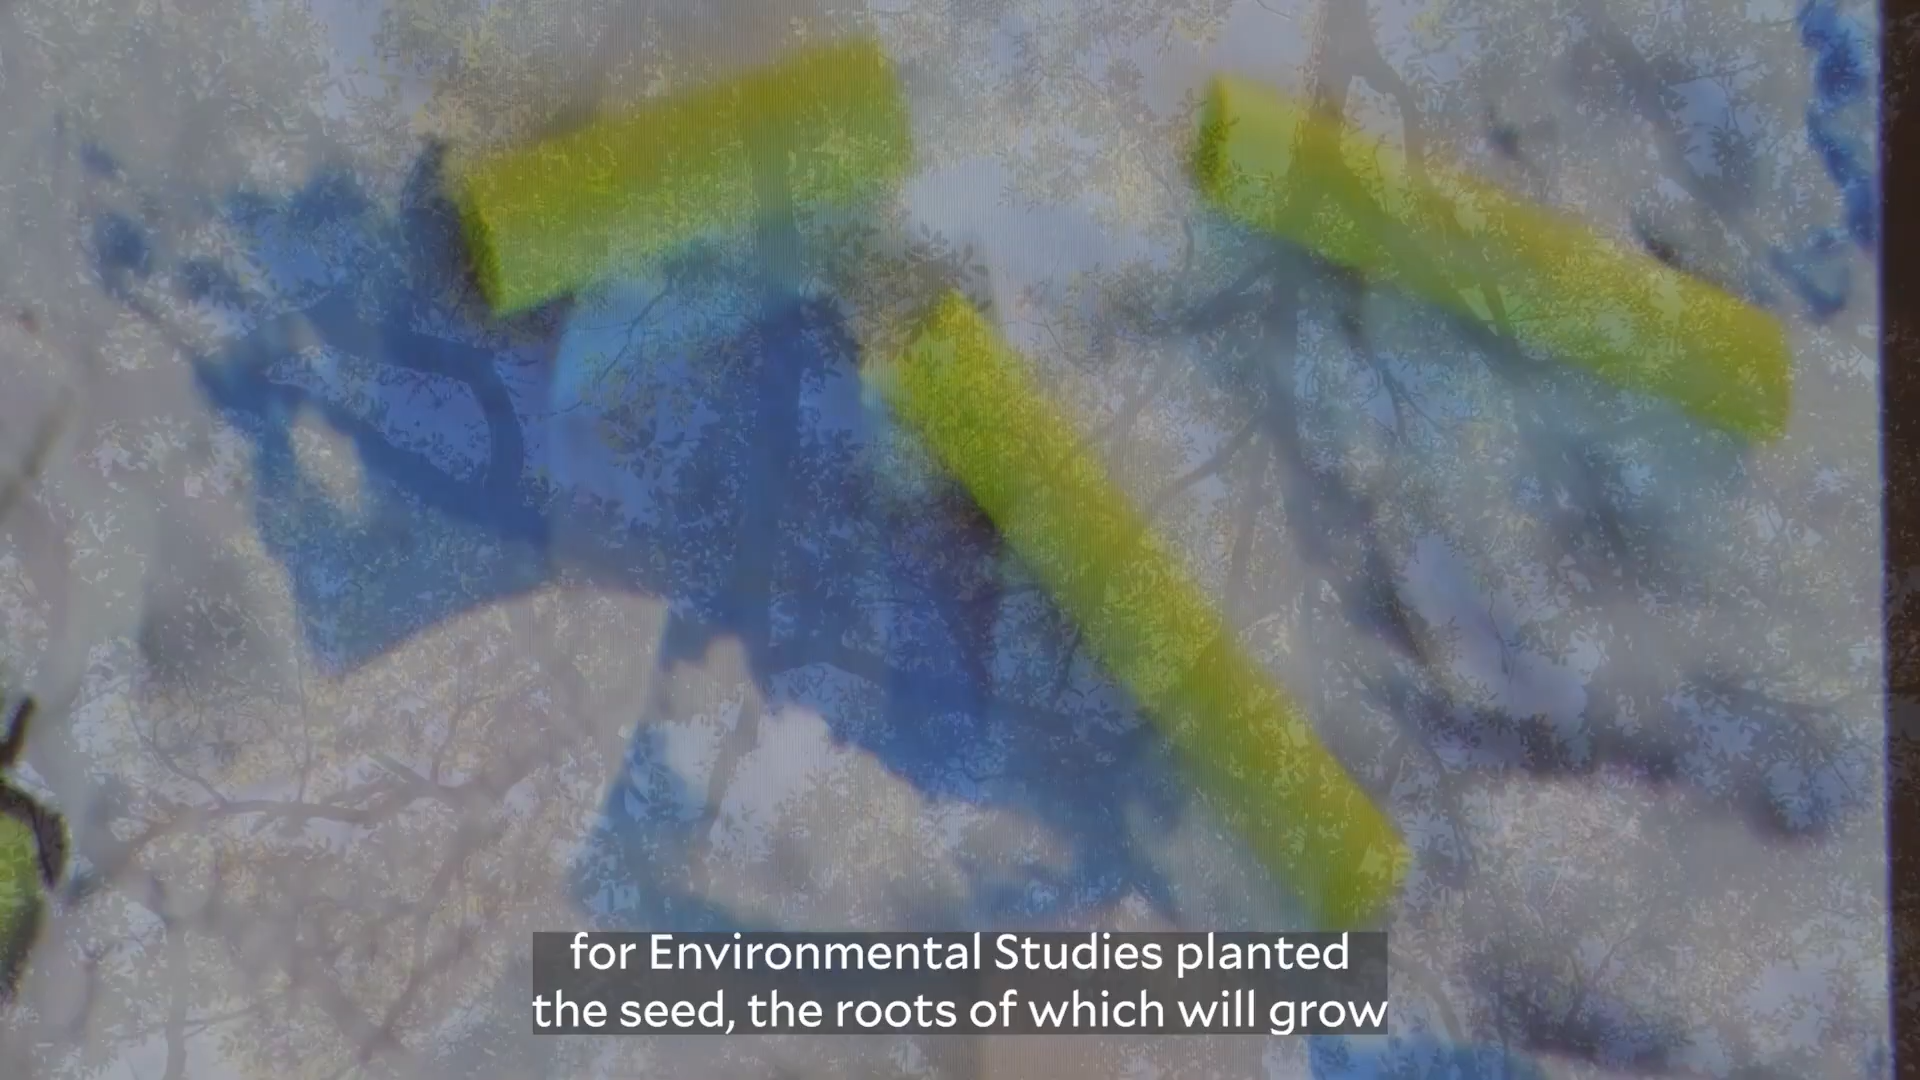 for Environmental Studies planted
the seed, the roots of which will grow